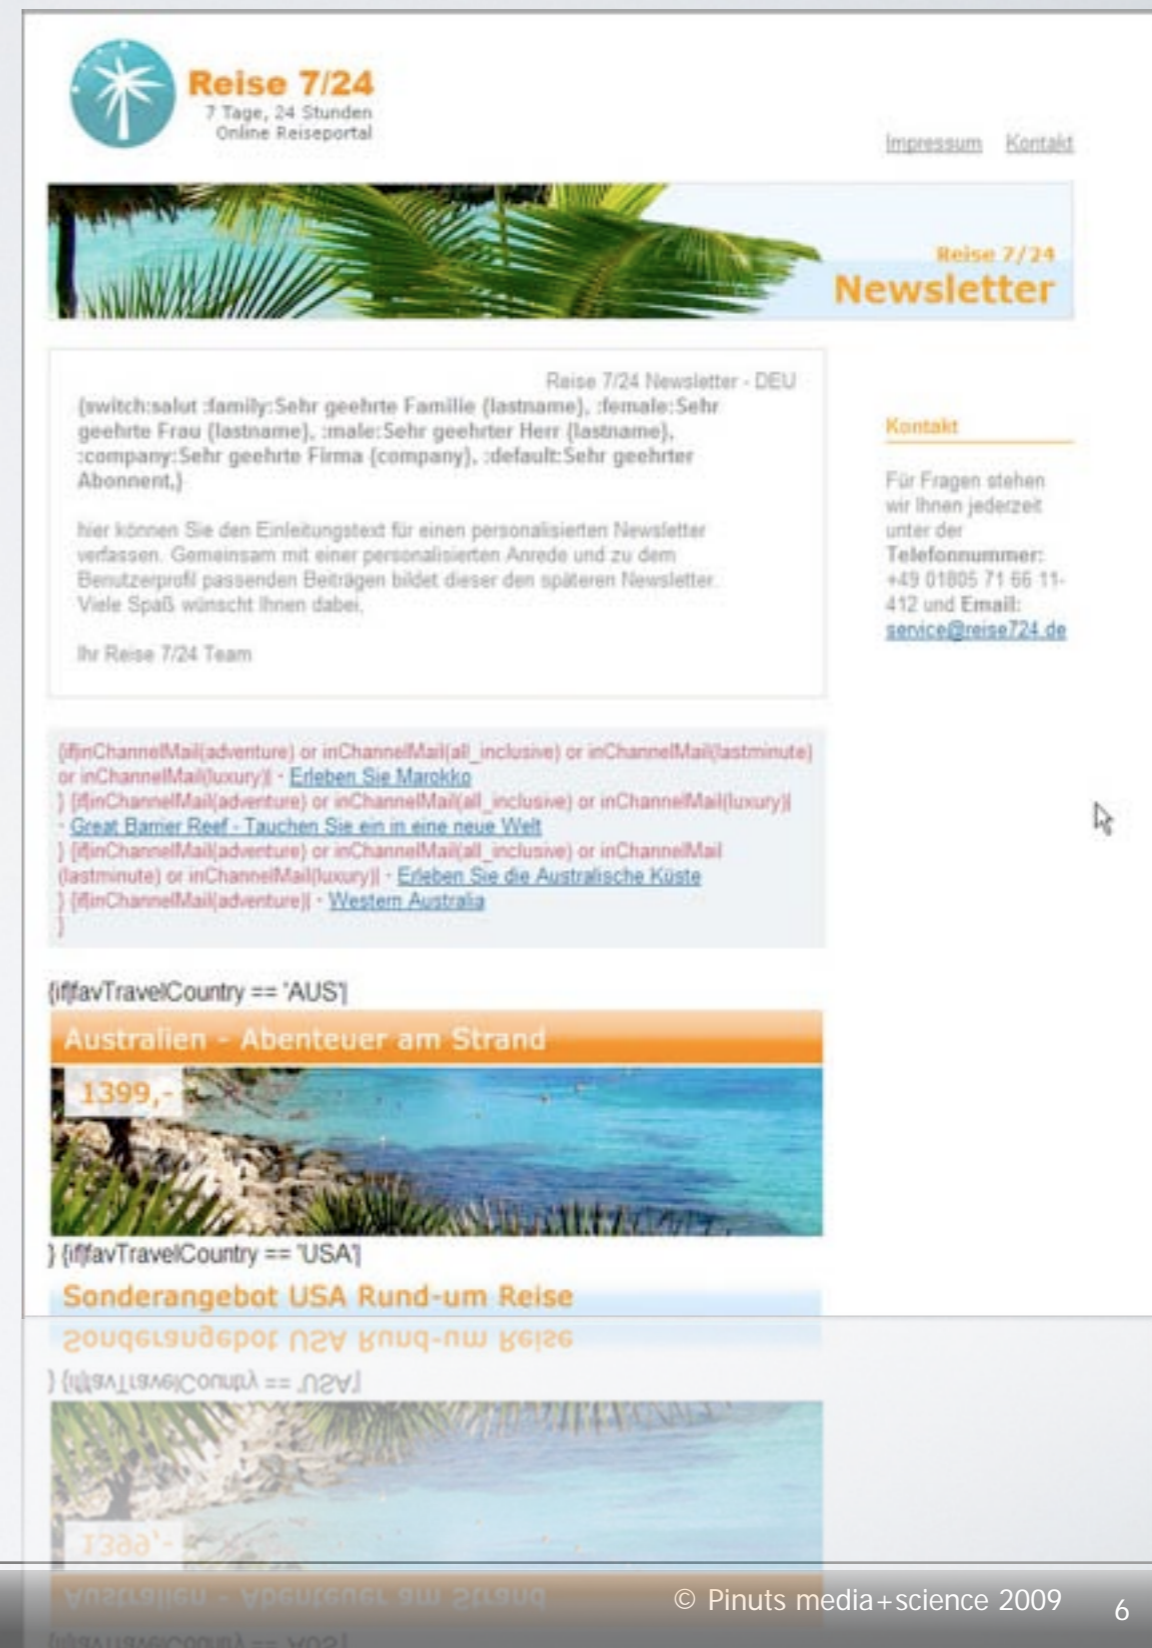 Reise 7/24
7 Tage, 24 Stunden
Online Reiseportal
Impressum Kontakt
Reise 7/24
Newsletter
Reise 7/24 Newsletter - DEU
{switch:salut :family:Sehr geehrte Familie {lastname}, :female:Sehr
geehrte Frau {lastname}, :male:Sehr geehrter Herr {lastname},
:company:Sehr geehrte Firma {company}, :default:Sehr geehrter
Abonnent,}
hier können Sie den Einleitungstext für einen personalisierten Newsletter
verfassen. Gemeinsam mit einer personalisierten Anrede und zu dem
Benutzerprofil passenden Beiträgen bildet dieser den späteren Newsletter.
Viele Spaß wünscht Ihnen dabei,
Ihr Reise 7/24 Team
Kontakt
Für Fragen stehen
wir Ihnen jederzeit
unter der
Telefonnummer:
+49 01805 71 66 11-
412 und Email:
service@reise724.de
{if|inChannelMail(adventure) or inChannelMail(all_inclusive) or inChannelMail(lastminute)
or inChannelMail(luxury)| - Erleben Sie Marokko
} {if|inChannelMail(adventure) or inChannelMail(all_inclusive) or inChannelMail(luxury)|
- Great Barrier Reef - Tauchen Sie ein in eine neue Welt
} {if|inChannelMail(adventure) or inChannelMail(all_inclusive) or inChannelMail
(lastminute) or inChannelMail(luxury)| - Erleben Sie die Australische Küste
} {if|inChannelMail(adventure)| - Western Australia
}
{if|favTravelCountry == 'AUS'|
Australien - Abenteuer am Strand
1399,-
} {if|favTravelCountry == 'USA'|
Sonderangebot USA Rund-um Reise
© Pinuts media+science 2009
6